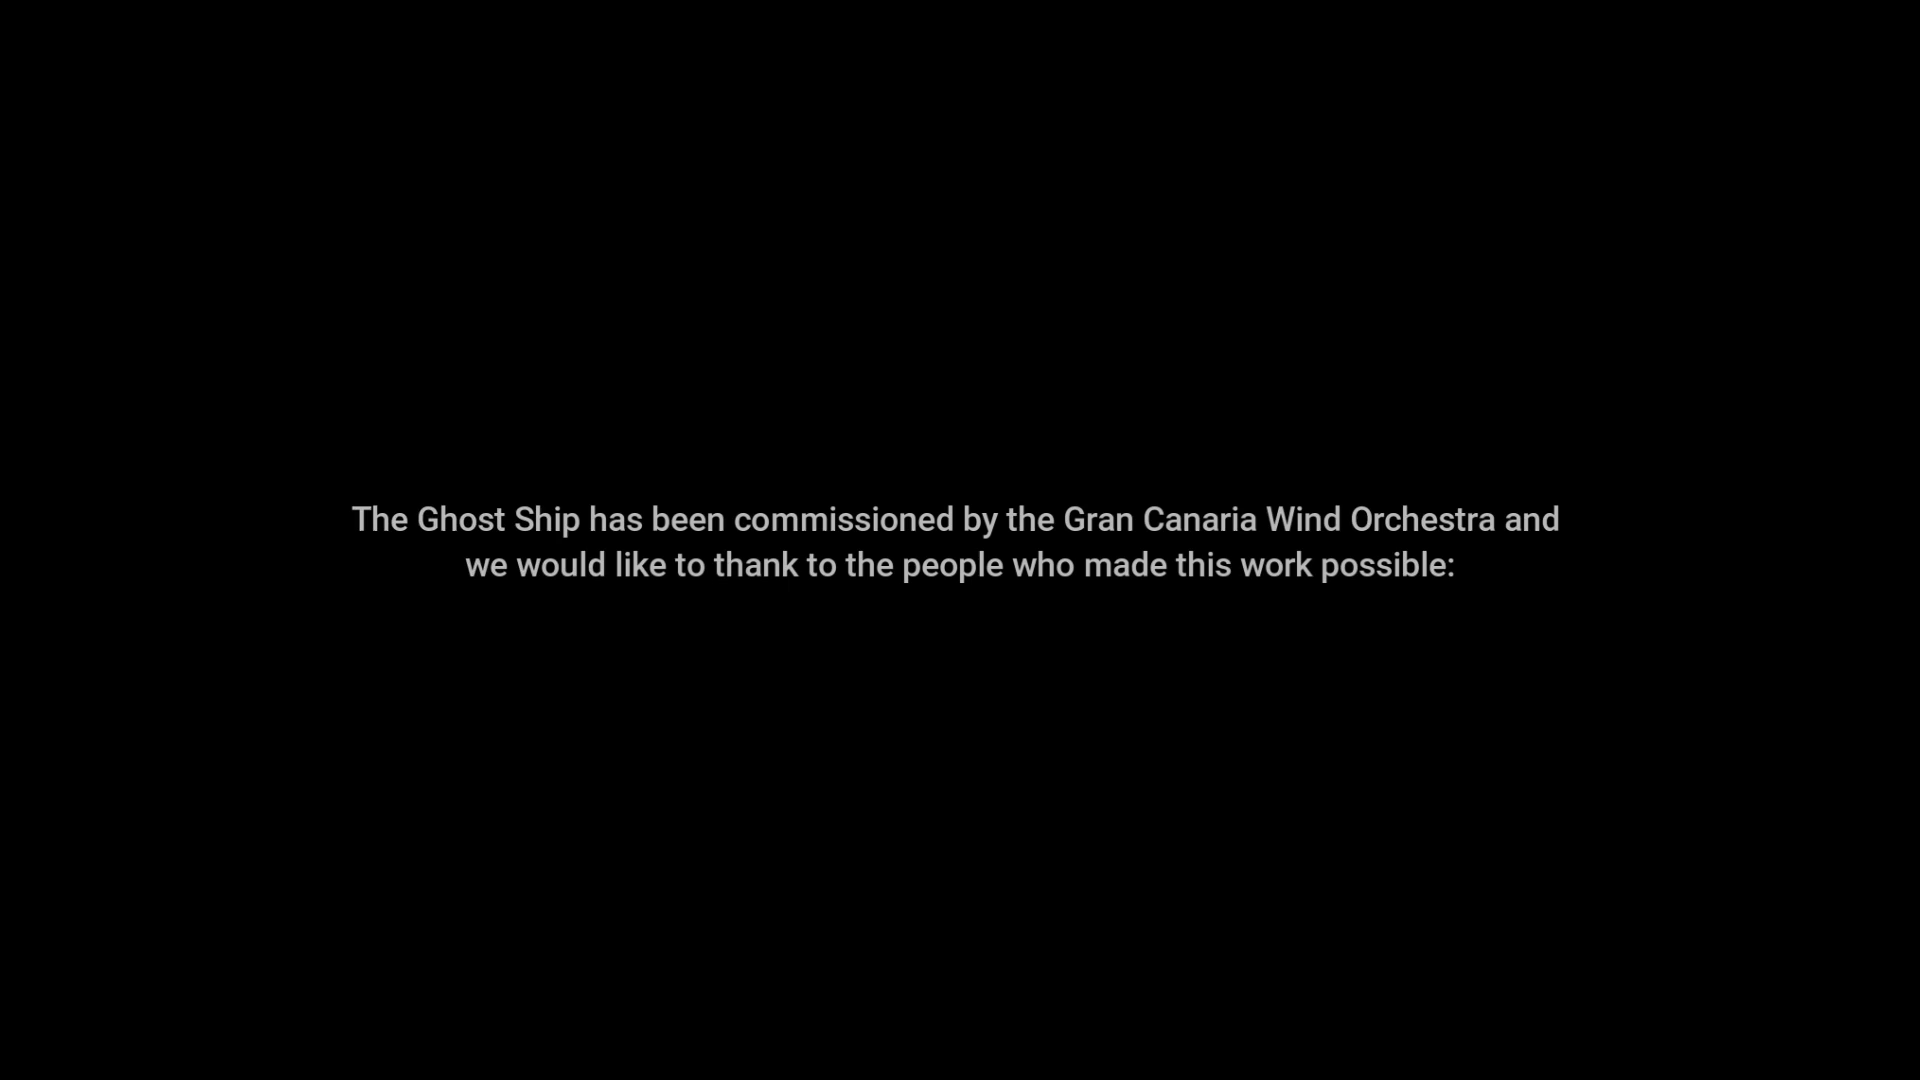 The Ghost Ship has been commissioned by the Gran Canaria Wind Orchestra and
we would like to thank to the people who made this work possible: